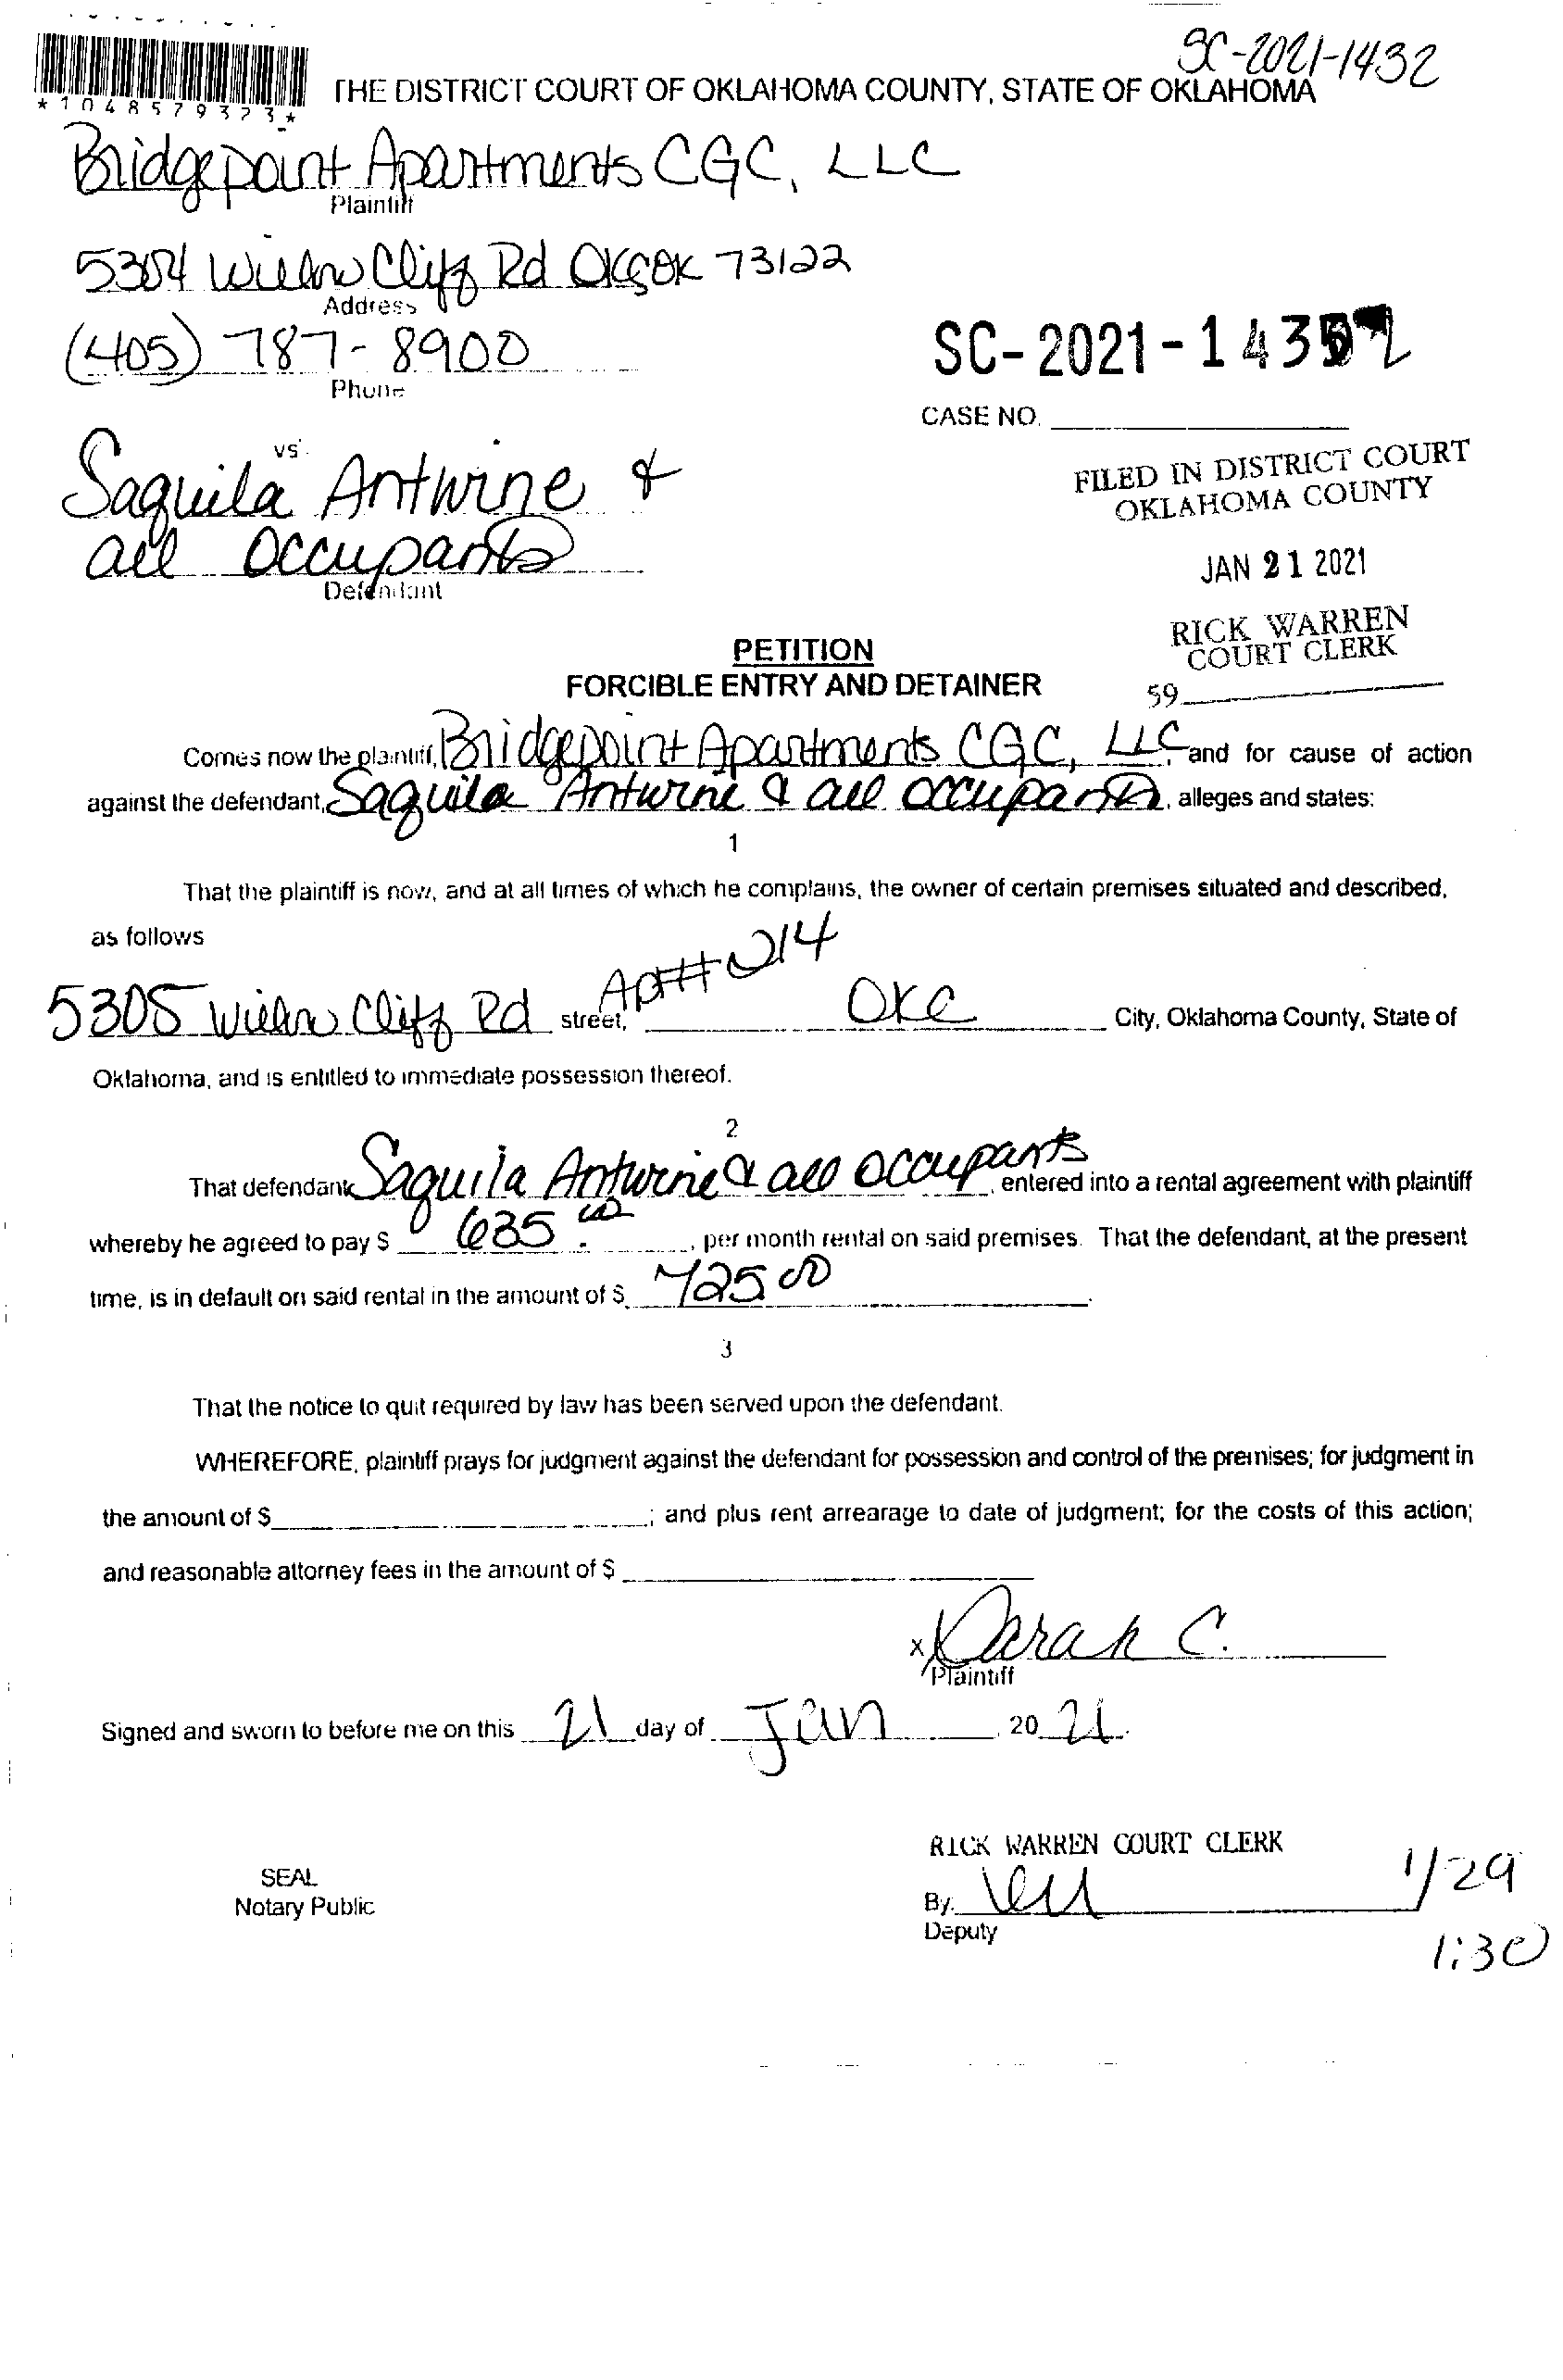 SC-2021-1432
THE DISTRICT COURT OF OKLAHOMA COUNTY, STATE OF OKLAHOMA
*1048579323*
Bridgepoint Apartments CGC, LLC
Plaintiff
5304 Willow Cliff Rd OKC OK 73122
Address
(405) 787-8900
Phone
SC-2021-1432
CASE NO.
vs.
Saquila Antwine &
all occupants
Defendant
FILED IN DISTRICT COURT
OKLAHOMA COUNTY
JAN 21 2021
RICK WARREN
COURT CLERK
59
PETITION
FORCIBLE ENTRY AND DETAINER
Comes now the plaintiff, Bridgepoint Apartments CGC, LLC, and for cause of action
against the defendant, Saquila Antwine & all occupants, alleges and states:
1
That the plaintiff is now, and at all times of which he complains, the owner of certain premises situated and described,
as follows
5305 Willow Cliff Rd street, Apt# 214 OKC City, Oklahoma County, State of
Oklahoma, and is entitled to immediate possession thereof.
2
That defendant Saquila Antwine & all occupants, entered into a rental agreement with plaintiff
whereby he agreed to pay $ 635.00, per month rental on said premises. That the defendant, at the present
time, is in default on said rental in the amount of $ 725 00.
3
That the notice to quit required by law has been served upon the defendant.
WHEREFORE, plaintiff prays for judgment against the defendant for possession and control of the premises; for judgment in
the amount of $ ; and plus rent arrearage to date of judgment; for the costs of this action;
and reasonable attorney fees in the amount of $
x Sarah C.
Plaintiff
Signed and sworn to before me on this 21 day of Jan, 20 21.
RICK WARREN COURT CLERK
SEAL
Notary Public
By.
Deputy
1/29
1:30